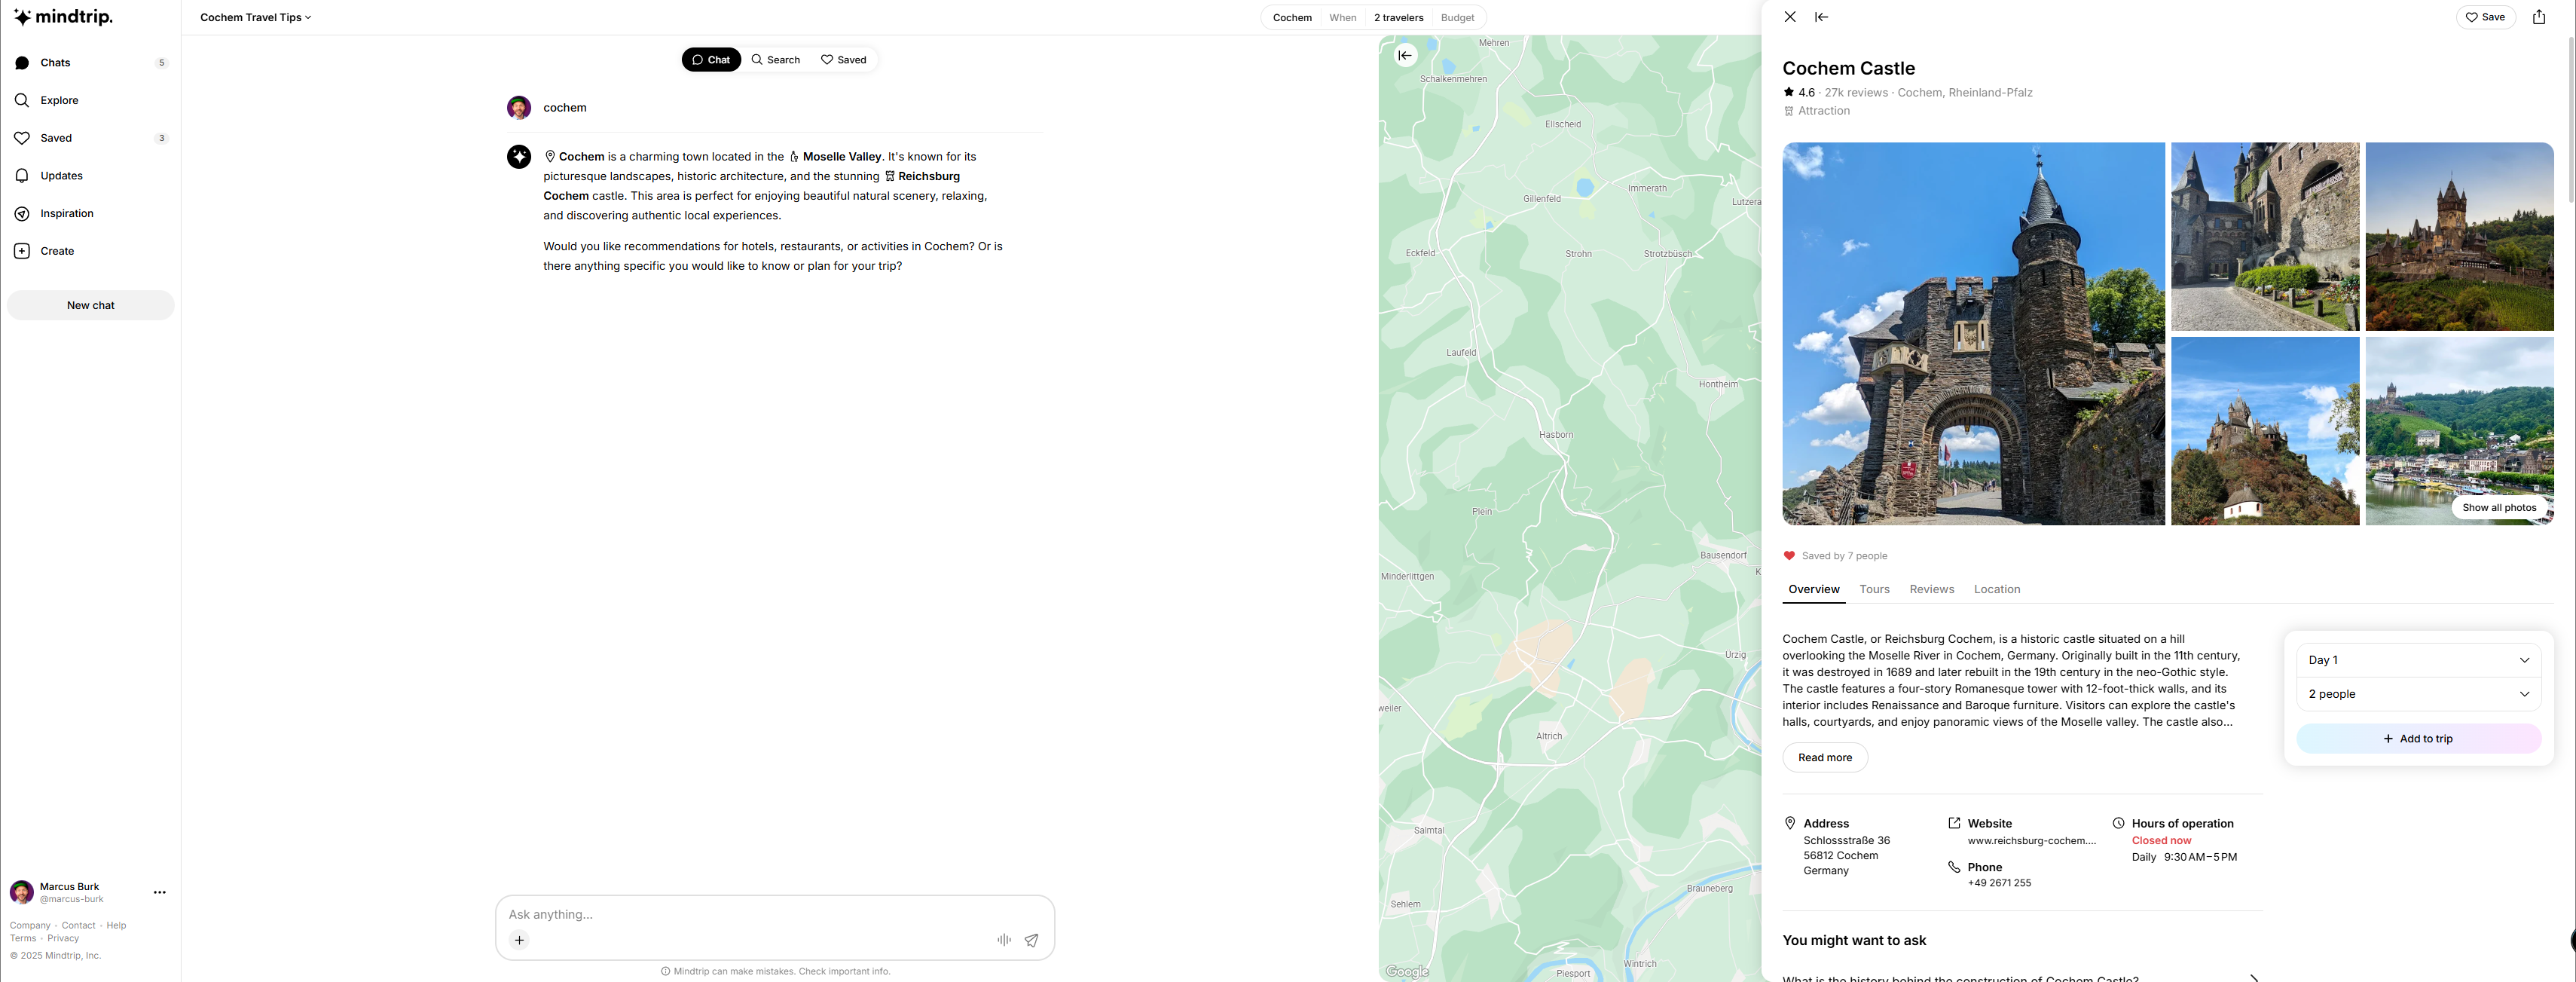 mindtrip.
Chats 5
Explore
Saved 3
Updates
Inspiration
Create
New chat
Marcus Burk
@marcus-burk
Company · Contact · Help
Terms · Privacy
© 2025 Mindtrip, Inc.
Cochem Travel Tips
Cochem When 2 travelers Budget
Chat Search Saved
cochem
Cochem is a charming town located in the Moselle Valley. It's known for its
picturesque landscapes, historic architecture, and the stunning Reichsburg
Cochem castle. This area is perfect for enjoying beautiful natural scenery, relaxing,
and discovering authentic local experiences.
Would you like recommendations for hotels, restaurants, or activities in Cochem? Or is
there anything specific you would like to know or plan for your trip?
Ask anything...
Mindtrip can make mistakes. Check important info.
Mehren
Schalkenmehren
Ellscheid
Immerath
Gillenfeld
Lutzera
Eckfeld
Strohn
Strotzbüsch
Laufeld
Hontheim
Hasborn
Plein
Bausendorf
Minderlittgen
K
Ürzig
weiler
Altrich
Salmtal
Brauneberg
Sehlem
Wintrich
Piesport
Google
Save
Cochem Castle
4.6 · 27k reviews · Cochem, Rheinland-Pfalz
Attraction
Show all photos
Saved by 7 people
Overview Tours Reviews Location
Cochem Castle, or Reichsburg Cochem, is a historic castle situated on a hill
overlooking the Moselle River in Cochem, Germany. Originally built in the 11th century,
it was destroyed in 1689 and later rebuilt in the 19th century in the neo-Gothic style.
The castle features a four-story Romanesque tower with 12-foot-thick walls, and its
interior includes Renaissance and Baroque furniture. Visitors can explore the castle's
halls, courtyards, and enjoy panoramic views of the Moselle valley. The castle also...
Read more
Day 1
2 people
+ Add to trip
Address
Schlossstraße 36
56812 Cochem
Germany
Website
www.reichsburg-cochem....
Phone
+49 2671 255
Hours of operation
Closed now
Daily 9:30 AM–5 PM
You might want to ask
What is the history behind the construction of Cochem Castle?